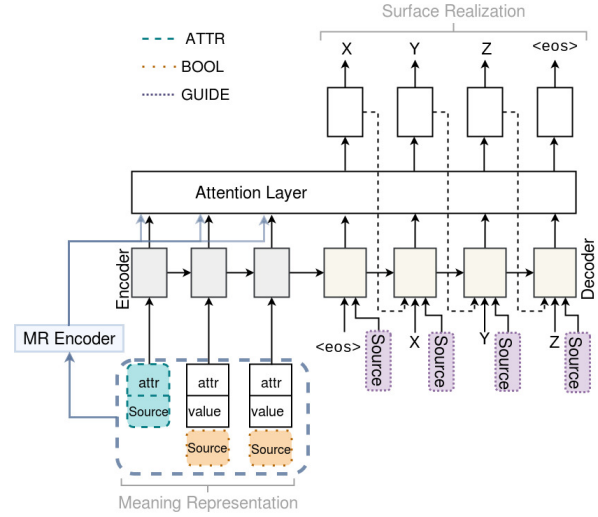 Surface Realization
ATTR
BOOL
GUIDE
X Y Z <eos>
Attention Layer
Encoder
Decoder
MR Encoder
<eos> Source X Source Y Source Z Source
attr attr attr
Source value value
Source Source
Meaning Representation